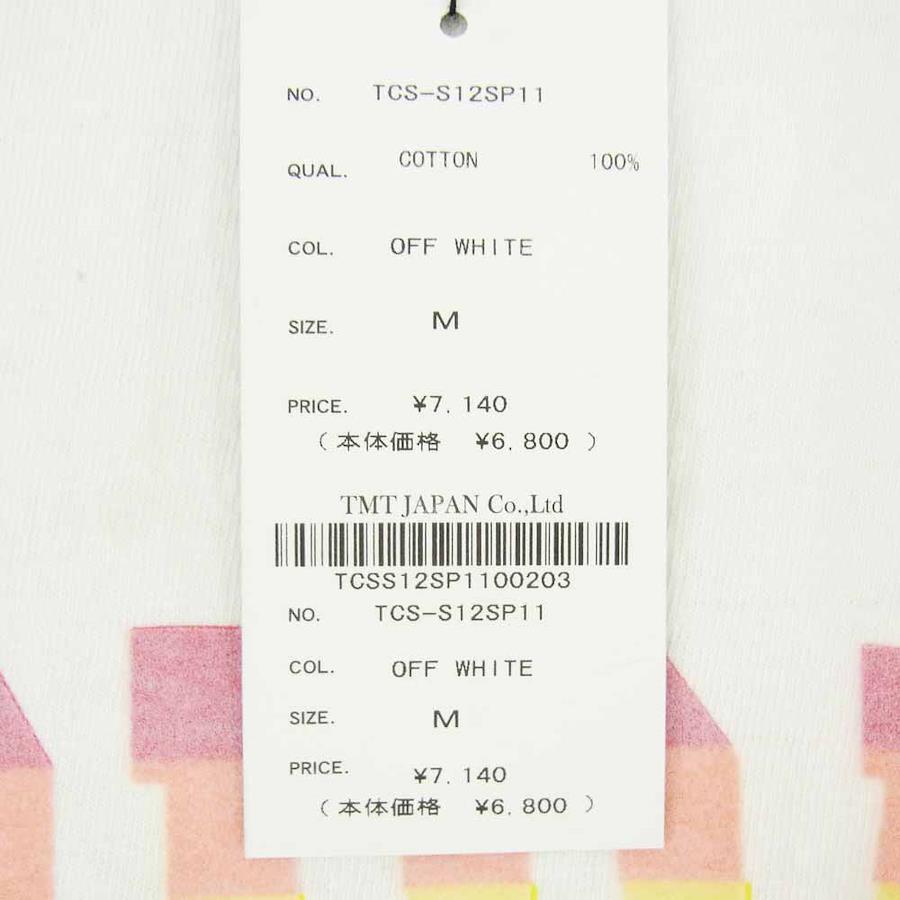 NO. TCS-S12SP11
QUAL. COTTON 100%
COL. OFF WHITE
SIZE. M
PRICE. ¥7,140
(本体価格 ¥6,800)
TMT JAPAN Co.,Ltd
TCSS12SP1100203
NO. TCS-S12SP11
COL. OFF WHITE
SIZE. M
PRICE. ¥7,140
(本体価格 ¥6,800)